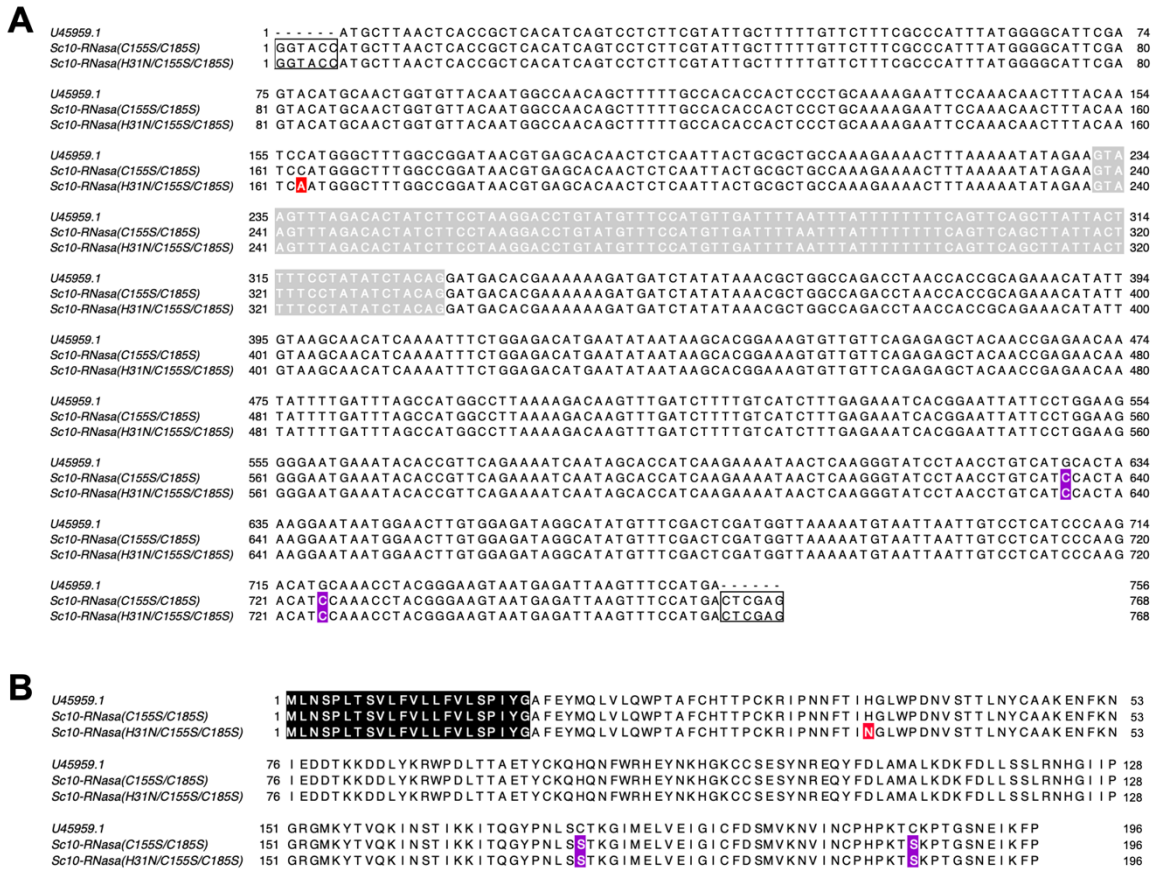 A
U45959.1 1 ------ATGCTTAACTCACCGCTCACATCAGTCCTCTTCGTATTGCTTTTTGTTCTTTCGCCCATTTATGGGGCATTCGA 74
Sc10-RNasa(C155S/C185S) 1 GGTACCATGCTTAACTCACCGCTCACATCAGTCCTCTTCGTATTGCTTTTTGTTCTTTCGCCCATTTATGGGGCATTCGA 80
Sc10-RNasa(H31N/C155S/C185S) 1 GGTACCATGCTTAACTCACCGCTCACATCAGTCCTCTTCGTATTGCTTTTTGTTCTTTCGCCCATTTATGGGGCATTCGA 80
U45959.1 75 GTACATGCAACTGGTGTTACAATGGCCAACAGCTTTTTGCCACACCACTCCCTGCAAAAGAATTCCAAACAACTTTACAA 154
Sc10-RNasa(C155S/C185S) 81 GTACATGCAACTGGTGTTACAATGGCCAACAGCTTTTTGCCACACCACTCCCTGCAAAAGAATTCCAAACAACTTTACAA 160
Sc10-RNasa(H31N/C155S/C185S) 81 GTACATGCAACTGGTGTTACAATGGCCAACAGCTTTTTGCCACACCACTCCCTGCAAAAGAATTCCAAACAACTTTACAA 160
U45959.1 155 TCCATGGGCTTTGGCCGGATAACGTGAGCACAACTCTCAATTACTGCGCTGCCAAAGAAAACTTTAAAAATATAGAAGTA 234
Sc10-RNasa(C155S/C185S) 161 TCCATGGGCTTTGGCCGGATAACGTGAGCACAACTCTCAATTACTGCGCTGCCAAAGAAAACTTTAAAAATATAGAAGTA 240
Sc10-RNasa(H31N/C155S/C185S) 161 TCAATGGGCTTTGGCCGGATAACGTGAGCACAACTCTCAATTACTGCGCTGCCAAAGAAAACTTTAAAAATATAGAAGTA 240
U45959.1 235 AGTTTAGACACTATCTTCCTAAGGACCTGTATGTTTCCATGTTGATTTTAATTTATTTTTTTTCAGTTCAGCTTATTACT 314
Sc10-RNasa(C155S/C185S) 241 AGTTTAGACACTATCTTCCTAAGGACCTGTATGTTTCCATGTTGATTTTAATTTATTTTTTTTCAGTTCAGCTTATTACT 320
Sc10-RNasa(H31N/C155S/C185S) 241 AGTTTAGACACTATCTTCCTAAGGACCTGTATGTTTCCATGTTGATTTTAATTTATTTTTTTTCAGTTCAGCTTATTACT 320
U45959.1 315 TTTCCTATATCTACAGGATGACACGAAAAAAGATGATCTATATAAACGCTGGCCAGACCTAACCACCGCAGAAACATATT 394
Sc10-RNasa(C155S/C185S) 321 TTTCCTATATCTACAGGATGACACGAAAAAAGATGATCTATATAAACGCTGGCCAGACCTAACCACCGCAGAAACATATT 400
Sc10-RNasa(H31N/C155S/C185S) 321 TTTCCTATATCTACAGGATGACACGAAAAAAGATGATCTATATAAACGCTGGCCAGACCTAACCACCGCAGAAACATATT 400
U45959.1 395 GTAAGCAACATCAAAATTTCTGGAGACATGAATATAATAAGCACGGAAAGTGTTGTTCAGAGAGCTACAACCGAGAACAA 474
Sc10-RNasa(C155S/C185S) 401 GTAAGCAACATCAAAATTTCTGGAGACATGAATATAATAAGCACGGAAAGTGTTGTTCAGAGAGCTACAACCGAGAACAA 480
Sc10-RNasa(H31N/C155S/C185S) 401 GTAAGCAACATCAAAATTTCTGGAGACATGAATATAATAAGCACGGAAAGTGTTGTTCAGAGAGCTACAACCGAGAACAA 480
U45959.1 475 TATTTTGATTTAGCCATGGCCTTAAAAGACAAGTTTGATCTTTTGTCATCTTTGAGAAATCACGGAATTATTCCTGGAAG 554
Sc10-RNasa(C155S/C185S) 481 TATTTTGATTTAGCCATGGCCTTAAAAGACAAGTTTGATCTTTTGTCATCTTTGAGAAATCACGGAATTATTCCTGGAAG 560
Sc10-RNasa(H31N/C155S/C185S) 481 TATTTTGATTTAGCCATGGCCTTAAAAGACAAGTTTGATCTTTTGTCATCTTTGAGAAATCACGGAATTATTCCTGGAAG 560
U45959.1 555 GGGAATGAAATACACCGTTCAGAAAATCAATAGCACCATCAAGAAAATAACTCAAGGGTATCCTAACCTGTCATGCACTA 634
Sc10-RNasa(C155S/C185S) 561 GGGAATGAAATACACCGTTCAGAAAATCAATAGCACCATCAAGAAAATAACTCAAGGGTATCCTAACCTGTCATCCACTA 640
Sc10-RNasa(H31N/C155S/C185S) 561 GGGAATGAAATACACCGTTCAGAAAATCAATAGCACCATCAAGAAAATAACTCAAGGGTATCCTAACCTGTCATCCACTA 640
U45959.1 635 AAGGAATAATGGAACTTGTGGAGATAGGCATATGTTTCGACTCGATGGTTAAAAATGTAATTAATTGTCCTCATCCCAAG 714
Sc10-RNasa(C155S/C185S) 641 AAGGAATAATGGAACTTGTGGAGATAGGCATATGTTTCGACTCGATGGTTAAAAATGTAATTAATTGTCCTCATCCCAAG 720
Sc10-RNasa(H31N/C155S/C185S) 641 AAGGAATAATGGAACTTGTGGAGATAGGCATATGTTTCGACTCGATGGTTAAAAATGTAATTAATTGTCCTCATCCCAAG 720
U45959.1 715 ACATGCAAACCTACGGGAAGTAATGAGATTAAGTTTCCATGA------ 756
Sc10-RNasa(C155S/C185S) 721 ACATCCAAACCTACGGGAAGTAATGAGATTAAGTTTCCATGACTCGAG 768
Sc10-RNasa(H31N/C155S/C185S) 721 ACATCCAAACCTACGGGAAGTAATGAGATTAAGTTTCCATGACTCGAG 768
B
U45959.1 1 MLNSPLTSVLFVLLFVLSPIYGAFEYMQLVLQWPTAFCHTTPCKRIPNNFTIHGLWPDNVSTTLNYCAAKENFKN 53
Sc10-RNasa(C155S/C185S) 1 MLNSPLTSVLFVLLFVLSPIYGAFEYMQLVLQWPTAFCHTTPCKRIPNNFTIHGLWPDNVSTTLNYCAAKENFKN 53
Sc10-RNasa(H31N/C155S/C185S) 1 MLNSPLTSVLFVLLFVLSPIYGAFEYMQLVLQWPTAFCHTTPCKRIPNNFTINGLWPDNVSTTLNYCAAKENFKN 53
U45959.1 76 IEDDTKKDDLYKRWPDLTTAETYCKQHQNFWRHEYNKHGKCCSESYNREQYFDLAMALKDKFDLLSSLRNHGIIP 128
Sc10-RNasa(C155S/C185S) 76 IEDDTKKDDLYKRWPDLTTAETYCKQHQNFWRHEYNKHGKCCSESYNREQYFDLAMALKDKFDLLSSLRNHGIIP 128
Sc10-RNasa(H31N/C155S/C185S) 76 IEDDTKKDDLYKRWPDLTTAETYCKQHQNFWRHEYNKHGKCCSESYNREQYFDLAMALKDKFDLLSSLRNHGIIP 128
U45959.1 151 GRGMKYTVQKINSTIKKITQGYPNLSCTKGIMELVEIGICFDSMVKNVINCPHPKTCKPTGSNEIKFP 196
Sc10-RNasa(C155S/C185S) 151 GRGMKYTVQKINSTIKKITQGYPNLSSTKGIMELVEIGICFDSMVKNVINCPHPKTSKPTGSNEIKFP 196
Sc10-RNasa(H31N/C155S/C185S) 151 GRGMKYTVQKINSTIKKITQGYPNLSSTKGIMELVEIGICFDSMVKNVINCPHPKTSKPTGSNEIKFP 196